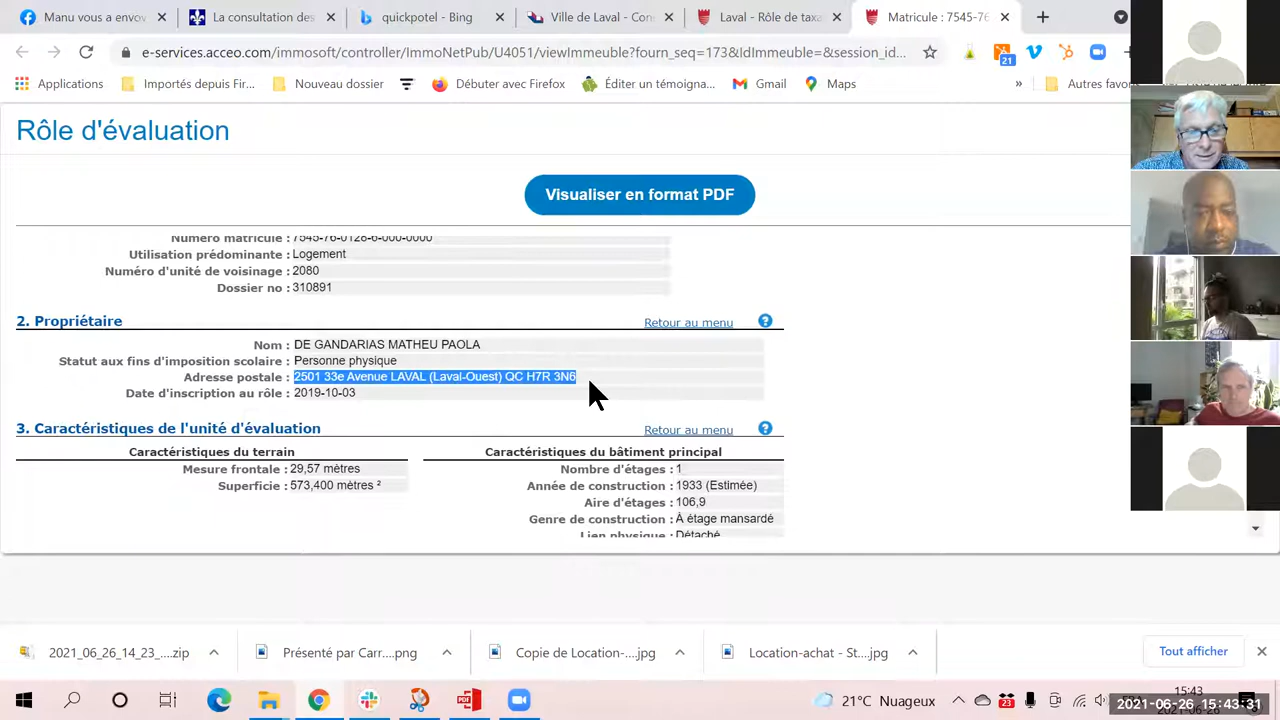 Manu vous a envoy
La consultation des
quickporpel - Bing
Ville de Laval - Cons
Laval - Rôle de taxa
Matricule : 7545-76
e-services.acceo.com/immosoft/controller/ImmoNetPub/U4051/viewImmeuble?fourn_seq=173&IdImmeuble=&session_id...
21
Applications
Importés depuis Fir...
Nouveau dossier
Débuter avec Firefox
Éditer un témoigna...
Gmail
Maps
»
Autres favoris
Rôle d'évaluation
Visualiser en format PDF
Numéro matricule : 7545-76-0128-6-000-0000
Utilisation prédominante : Logement
Numéro d'unité de voisinage : 2080
Dossier no : 310891
2. Propriétaire
Retour au menu
Nom : DE GANDARIAS MATHEU PAOLA
Statut aux fins d'imposition scolaire : Personne physique
Adresse postale : 2501 33e Avenue LAVAL (Laval-Ouest) QC H7R 3N6
Date d'inscription au rôle : 2019-10-03
3. Caractéristiques de l'unité d'évaluation
Retour au menu
Caractéristiques du terrain
Mesure frontale : 29,57 mètres
Superficie : 573,400 mètres ²
Caractéristiques du bâtiment principal
Nombre d'étages : 1
Année de construction : 1933 (Estimée)
Aire d'étages : 106,9
Genre de construction : À étage mansardé
Lien physique : Détaché
2021_06_26_14_23_....zip
Présenté par Carr....png
Copie de Location-....jpg
Location-achat - St....jpg
Tout afficher
23
21°C Nuageux
15:43
2021-06-26 15:43:31